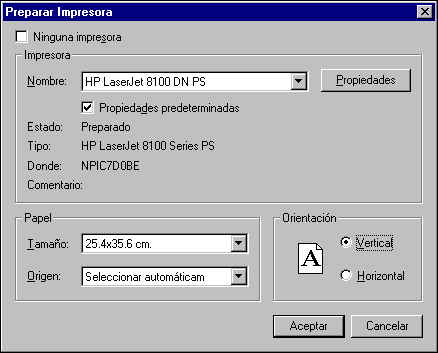 Preparar Impresora
Ninguna impresora
Impresora
Nombre: HP LaserJet 8100 DN PS Propiedades
Propiedades predeterminadas
Estado: Preparado
Tipo: HP LaserJet 8100 Series PS
Donde: NPIC7D0BE
Comentario:
Papel
Tamaño: 25.4x35.6 cm.
Origen: Seleccionar automáticam
Orientación
A
Vertical
Horizontal
Aceptar Cancelar